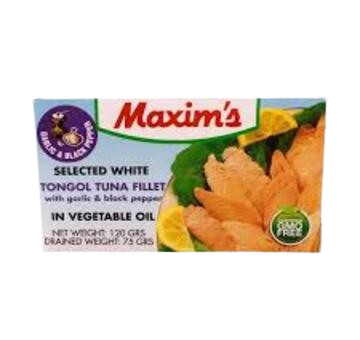 Maxim's
GARLIC & BLACK PEPPER
SELECTED WHITE
TONGOL TUNA FILLET
with garlic & black pepper
IN VEGETABLE OIL
NET WEIGHT: 120 GRS
DRAINED WEIGHT: 75 GRS
GMO
FREE